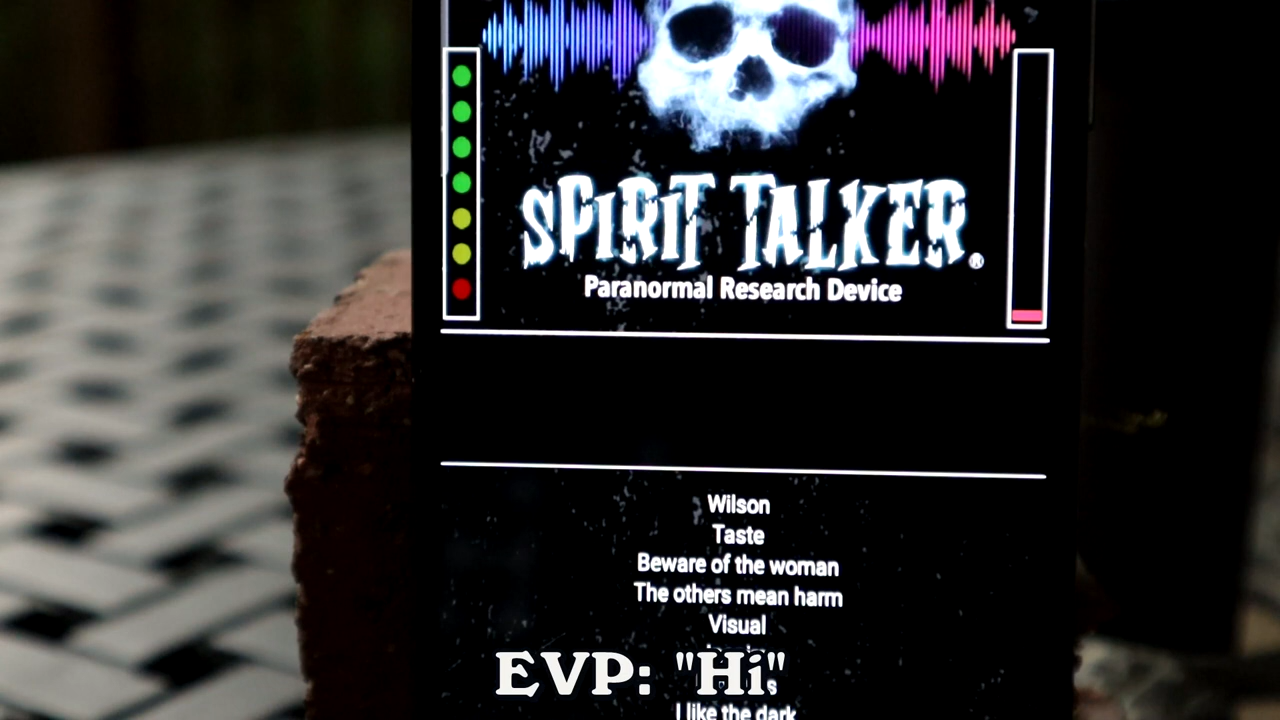 SPIRIT TALKER®
Paranormal Research Device
Wilson
Taste
Beware of the woman
The others mean harm
Visual
EVP: "Hi"
I like the dark